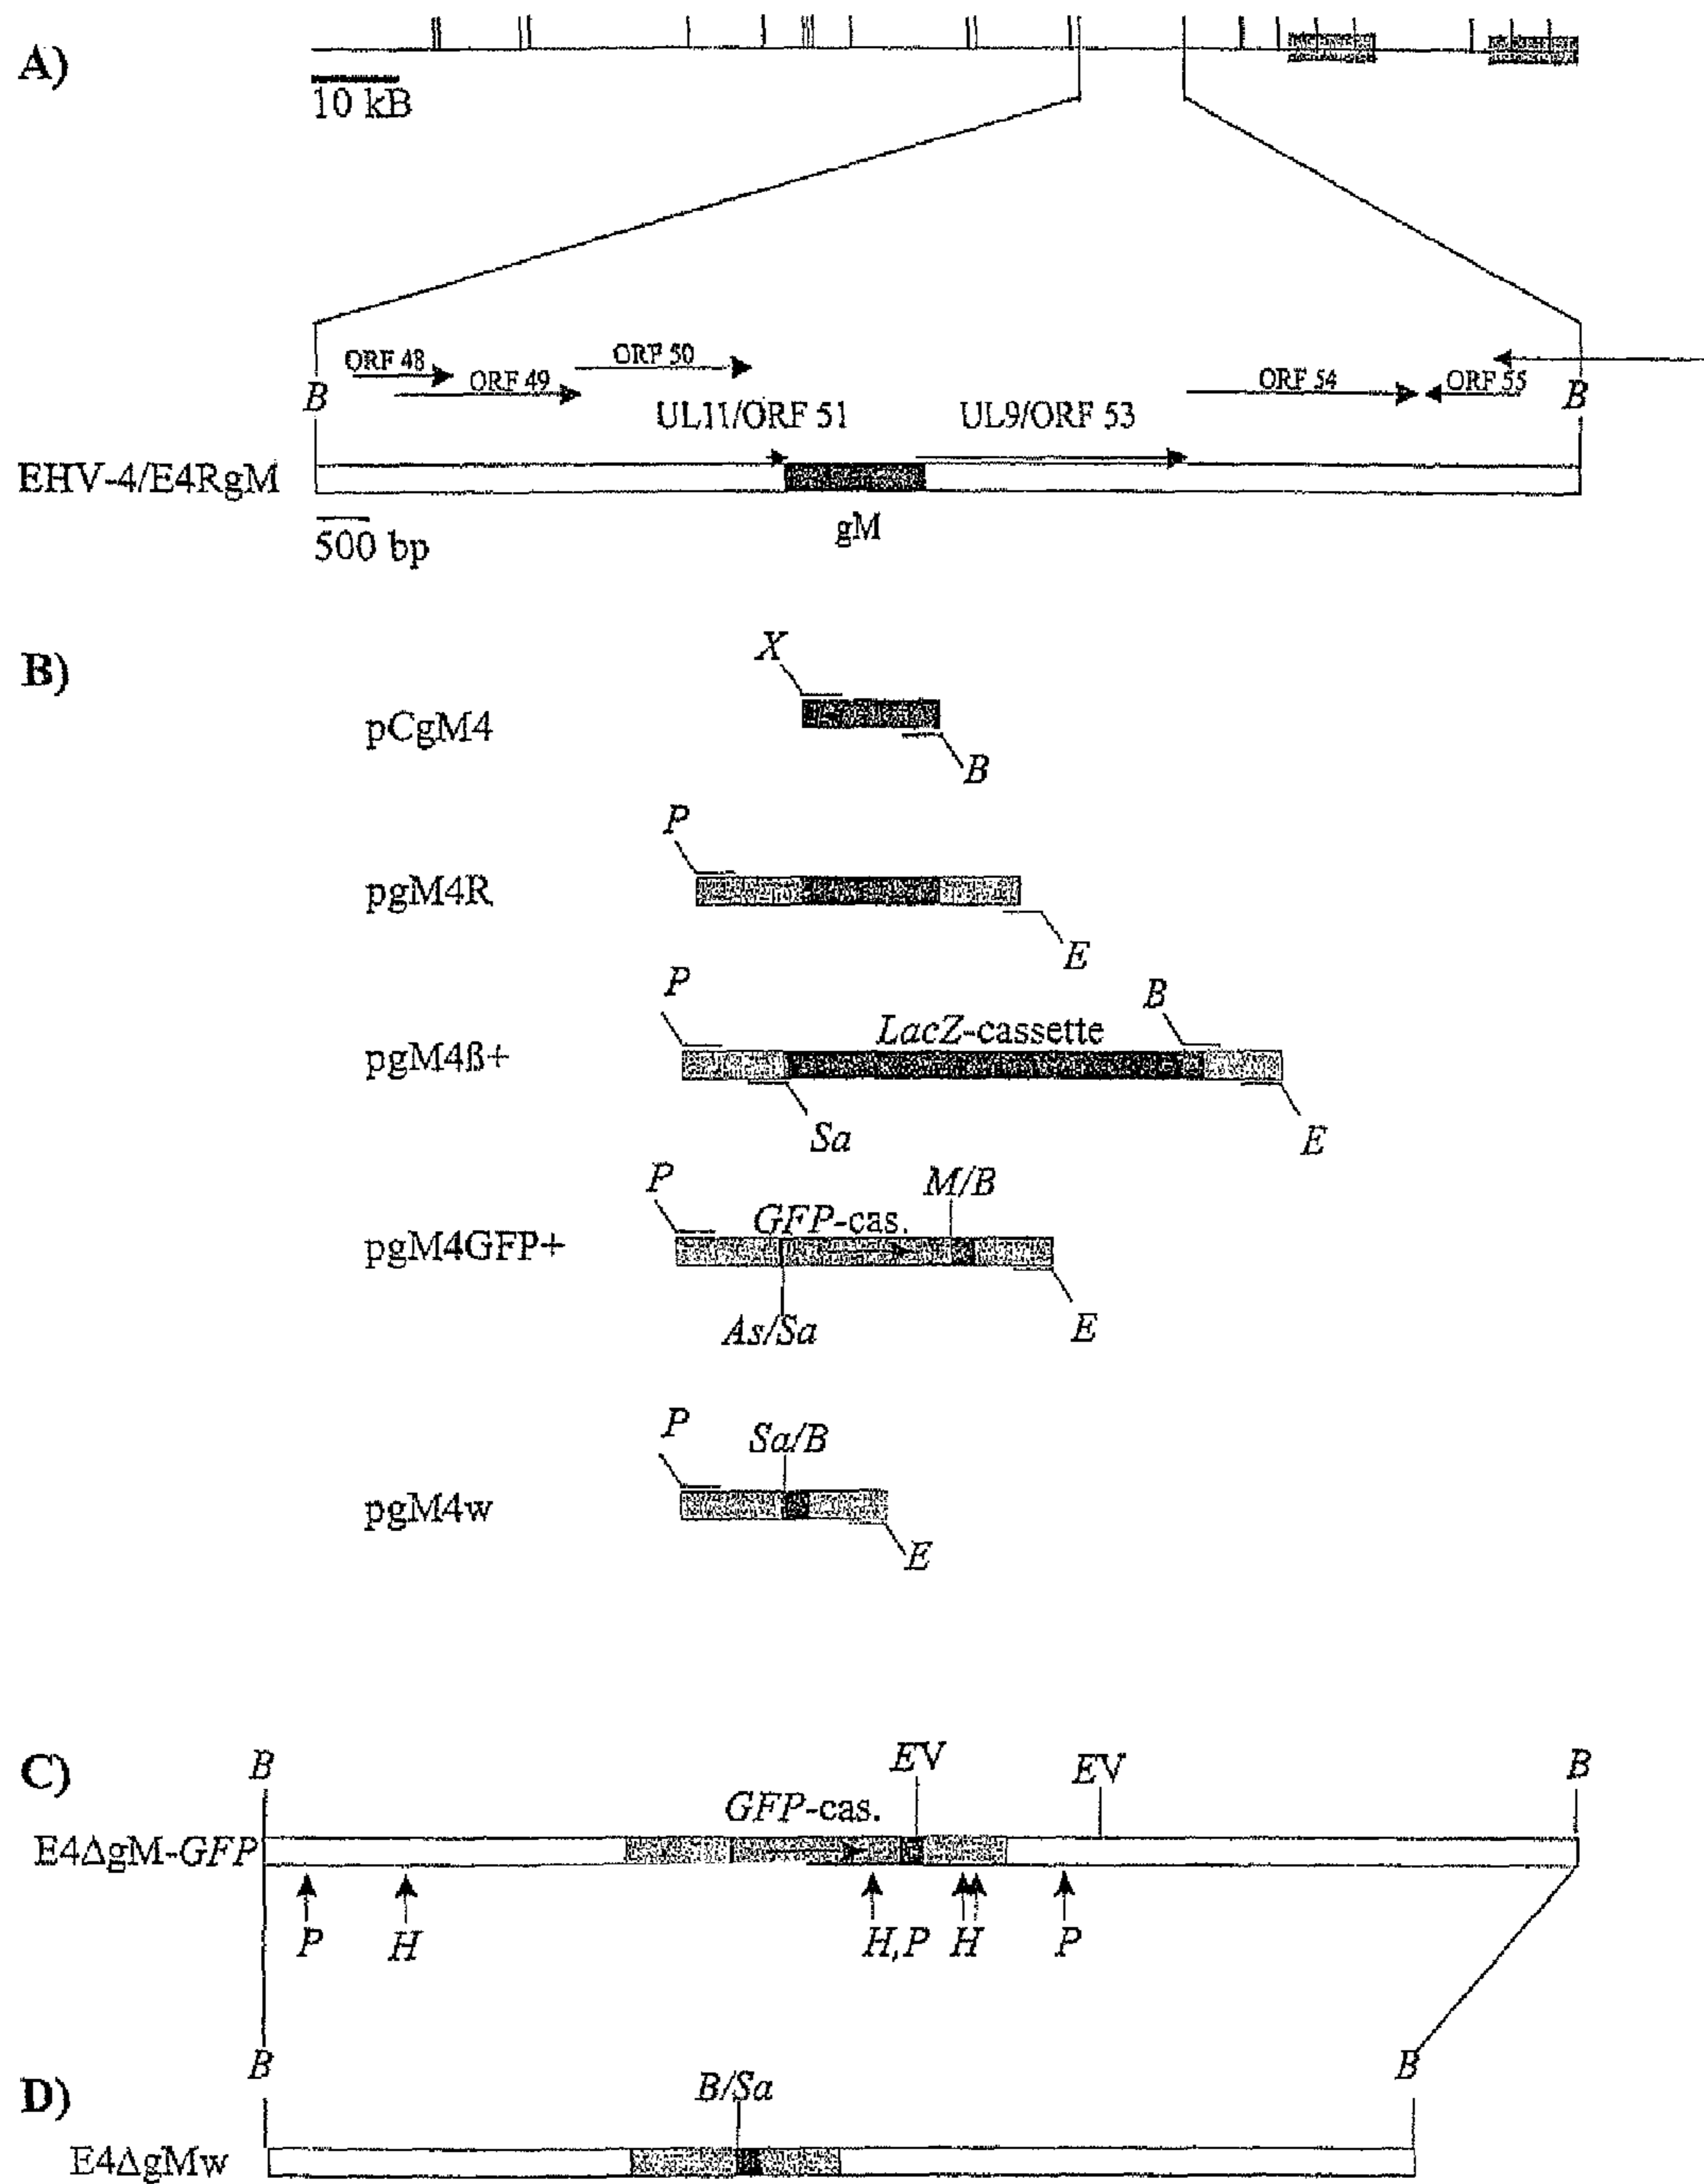 A)
10 kB
ORF 48
ORF 49
ORF 50
ORF 54
ORF 55
B
B
UL11/ORF 51
UL9/ORF 53
EHV-4/E4RgM
500 bp
gM
B)
X
pCgM4
B
P
pgM4R
E
P
B
LacZ-cassette
pgM4ß+
Sa
E
P
M/B
GFP-cas.
pgM4GFP+
As/Sa
E
P
Sa/B
pgM4w
E
C)
B
EV
EV
B
GFP-cas.
E4ΔgM-GFP
P
H
H,P
H
P
B
B
D)
B/Sa
E4ΔgMw